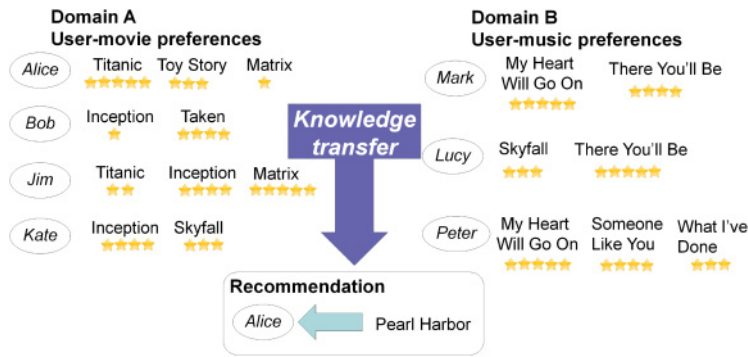 Domain A
User-movie preferences
Alice
Titanic Toy Story Matrix
Bob
Inception Taken
Jim
Titanic Inception Matrix
Kate
Inception Skyfall
Knowledge
transfer
Domain B
User-music preferences
Mark
My Heart
Will Go On
There You'll Be
Lucy
Skyfall There You'll Be
Peter
My Heart
Will Go On
Someone
Like You
What I've
Done
Recommendation
Alice
Pearl Harbor